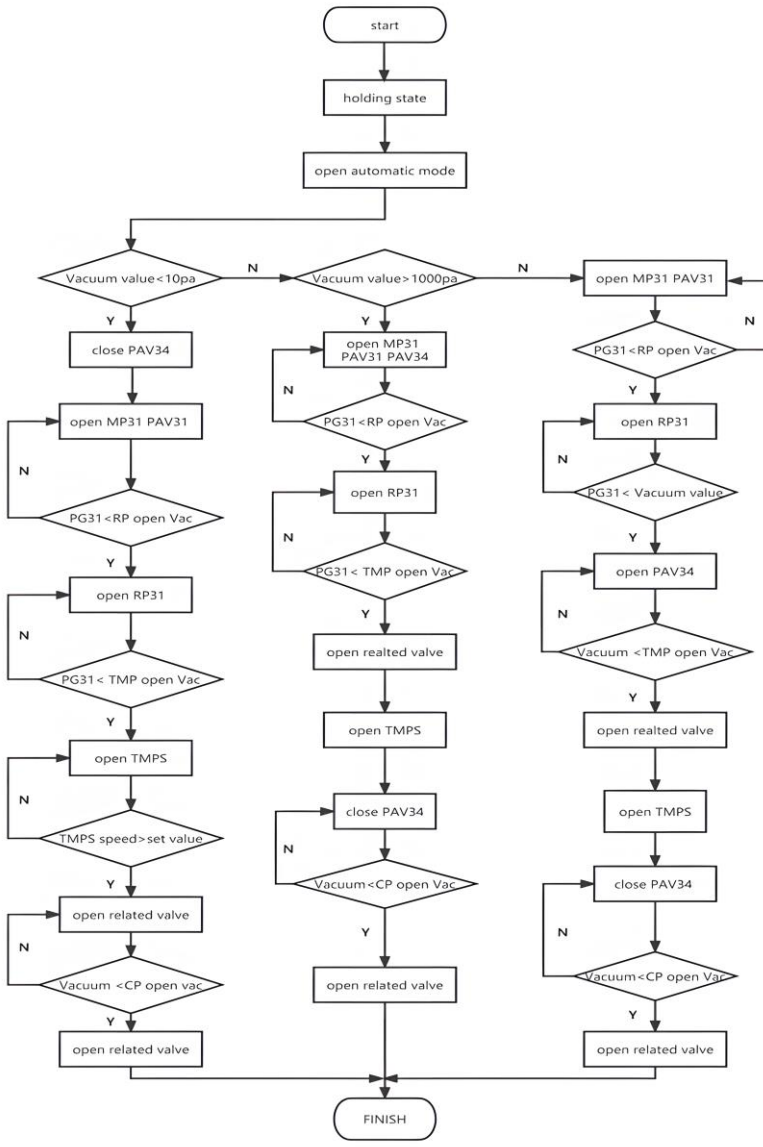 start
holding state
open automatic mode
Vacuum value<10pa
N
Vacuum value>1000pa
N
open MP31 PAV31
Y
close PAV34
open MP31 PAV31
N
PG31<RP open Vac
Y
open RP31
N
PG31< TMP open Vac
Y
open TMPS
N
TMPS speed>set value
Y
open related valve
N
Vacuum <CP open vac
Y
open related valve
Y
open MP31
PAV31 PAV34
N
PG31<RP open Vac
Y
open RP31
N
PG31< TMP open Vac
Y
open realted valve
open TMPS
close PAV34
N
Vacuum<CP open Vac
Y
open related valve
N
PG31<RP open Vac
Y
open RP31
N
PG31< Vacuum value
Y
open PAV34
N
Vacuum <TMP open Vac
Y
open realted valve
open TMPS
close PAV34
N
Vacuum<CP open Vac
Y
open related valve
FINISH